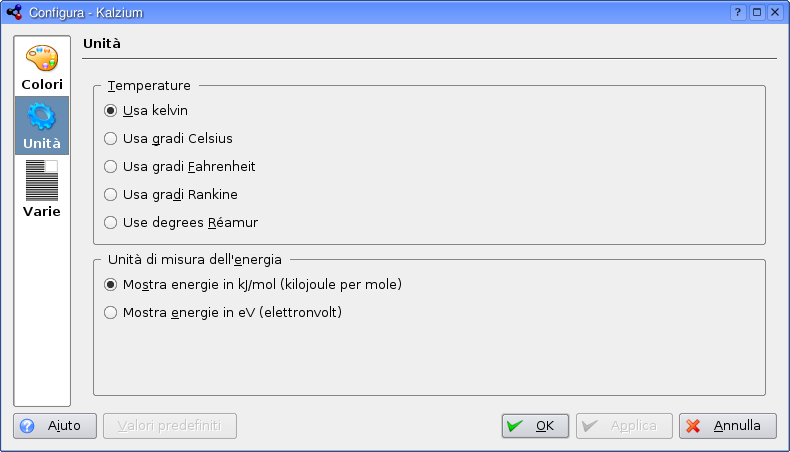 Configura - Kalzium
Unità
Colori
Unità
Varie
Temperature
Usa kelvin
Usa gradi Celsius
Usa gradi Fahrenheit
Usa gradi Rankine
Use degrees Réamur
Unità di misura dell'energia
Mostra energie in kJ/mol (kilojoule per mole)
Mostra energie in eV (elettronvolt)
Aiuto
Valori predefiniti
OK
Applica
Annulla